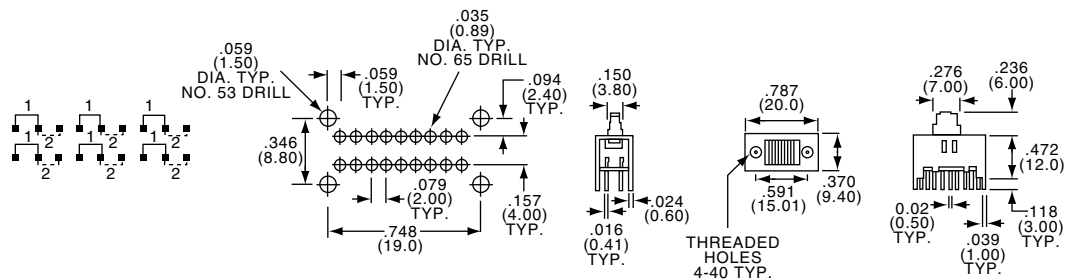 1 1 1
2 2 2
1 1 1
2 2 2
.059
(1.50)
DIA. TYP.
NO. 53 DRILL
.059
(1.50)
TYP.
.035
(0.89)
DIA. TYP.
NO. 65 DRILL
.094
(2.40)
TYP.
.346
(8.80)
.079
(2.00)
TYP.
.157
(4.00)
TYP.
.748
(19.0)
.150
(3.80)
.024
(0.60)
.016
(0.41)
TYP.
.787
(20.0)
.591
(15.01)
.370
(9.40)
THREADED
HOLES
4-40 TYP.
.276
(7.00)
.236
(6.00)
.472
(12.0)
0.02
(0.50)
TYP.
.039
(1.00)
TYP.
.118
(3.00)
TYP.